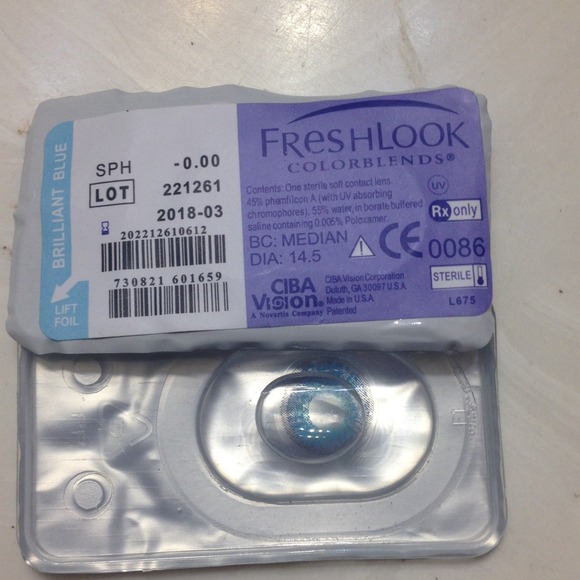 BRILLIANT BLUE
LIFT
FOIL
SPH -0.00
LOT 221261
2018-03
202212610612
730821 601659
FRESHLOOK
COLORBLENDS®
Contents: One sterile soft contact lens
45% phemfilcon A (with UV absorbing
chromophores), 55% water, in borate buffered
saline containing 0.005% Poloxamer.
UV
Rx only
BC: MEDIAN
DIA: 14.5
CE 0086
CIBA
VISION®
A Novartis Company
CIBA Vision Corporation
Duluth, GA 30097 U.S.A
Made in U.S.A
Patented
STERILE
L675